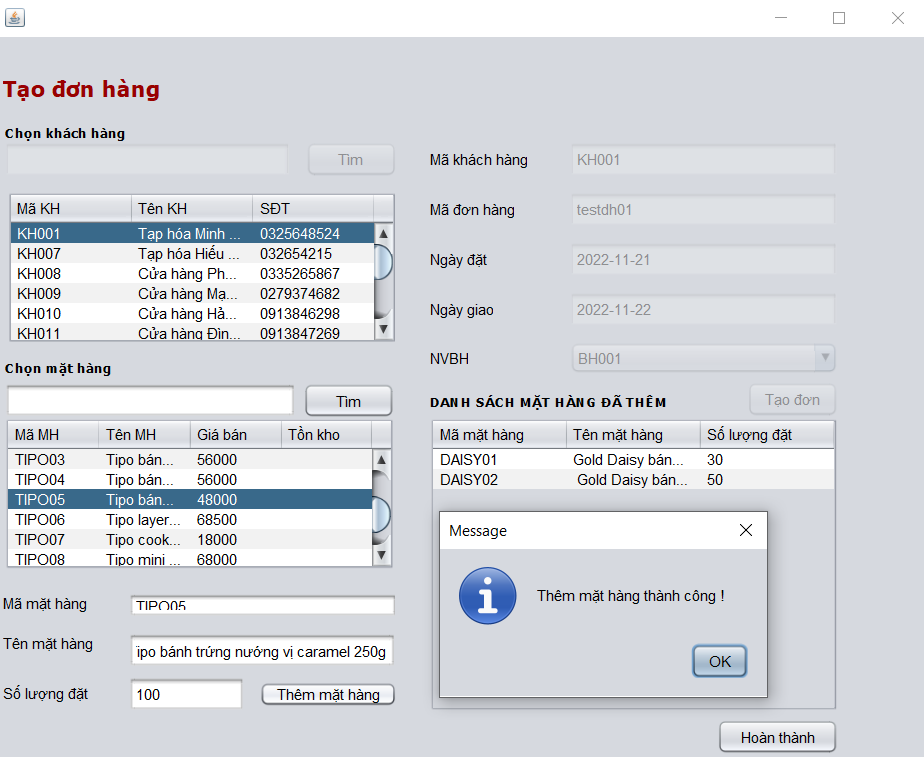 Tạo đơn hàng
Chọn khách hàng
Tìm
Mã KH Tên KH SĐT
KH001 Tạp hóa Minh ... 0325648524
KH007 Tạp hóa Hiếu ... 032654215
KH008 Cửa hàng Ph... 0335265867
KH009 Cửa hàng Mạ... 0279374682
KH010 Cửa hàng Hả... 0913846298
KH011 Cửa hàng Đìn... 0913847269
Chọn mặt hàng
Tìm
Mã MH Tên MH Giá bán Tồn kho
TIPO03 Tipo bán... 56000
TIPO04 Tipo bán... 56000
TIPO05 Tipo bán... 48000
TIPO06 Tipo layer... 68500
TIPO07 Tipo cook... 18000
TIPO08 Tipo mini ... 68000
Mã mặt hàng TIPO05
Tên mặt hàng ipo bánh trứng nướng vị caramel 250g
Số lượng đặt 100 Thêm mặt hàng
Mã khách hàng KH001
Mã đơn hàng testdh01
Ngày đặt 2022-11-21
Ngày giao 2022-11-22
NVBH BH001
DANH SÁCH MẶT HÀNG ĐÃ THÊM Tạo đơn
Mã mặt hàng Tên mặt hàng Số lượng đặt
DAISY01 Gold Daisy bán... 30
DAISY02 Gold Daisy bán... 50
Message
Thêm mặt hàng thành công !
OK
Hoàn thành